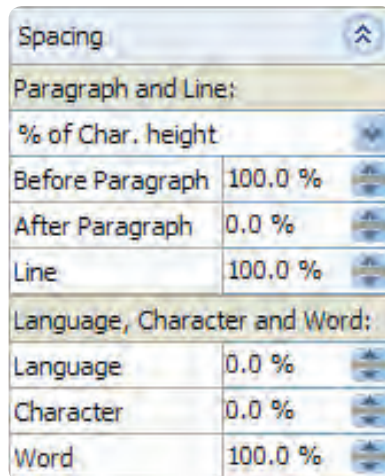 Spacing
Paragraph and Line:
% of Char. height
Before Paragraph 100.0 %
After Paragraph 0.0 %
Line 100.0 %
Language, Character and Word:
Language 0.0 %
Character 0.0 %
Word 100.0 %